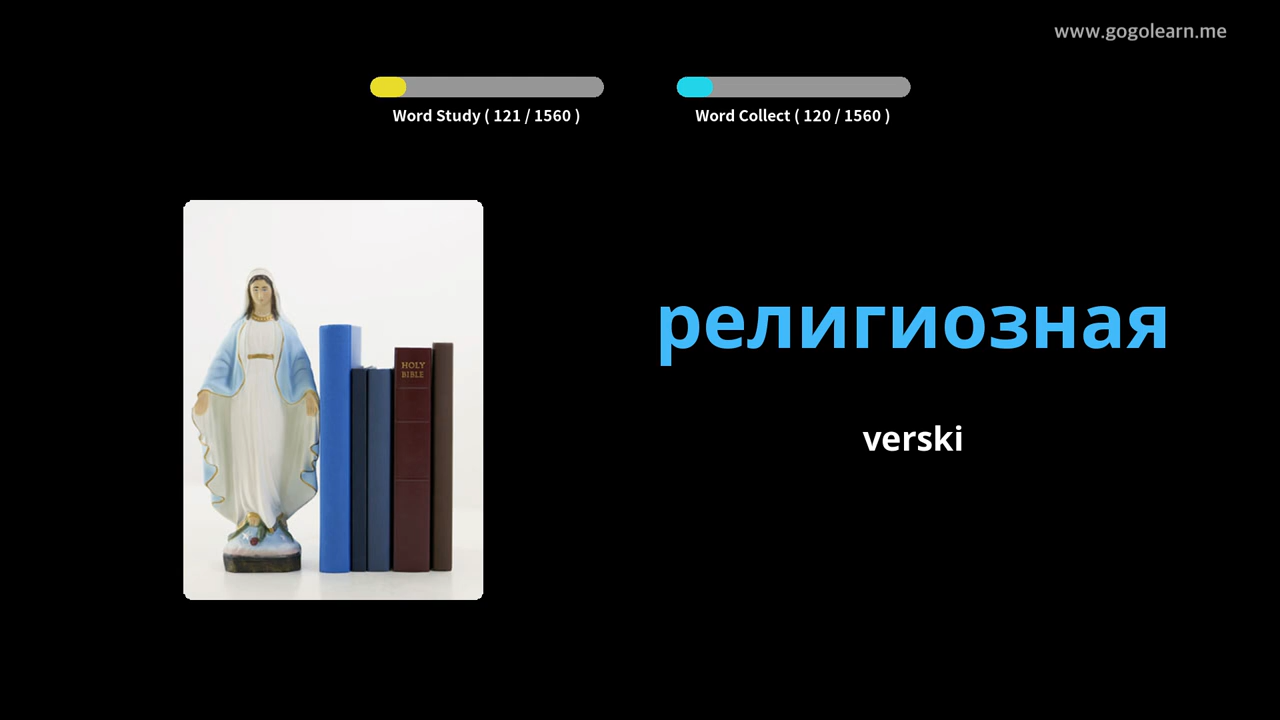 www.gogolearn.me
Word Study ( 121 / 1560 )
Word Collect ( 120 / 1560 )
HOLY
BIBLE
религиозная
verski